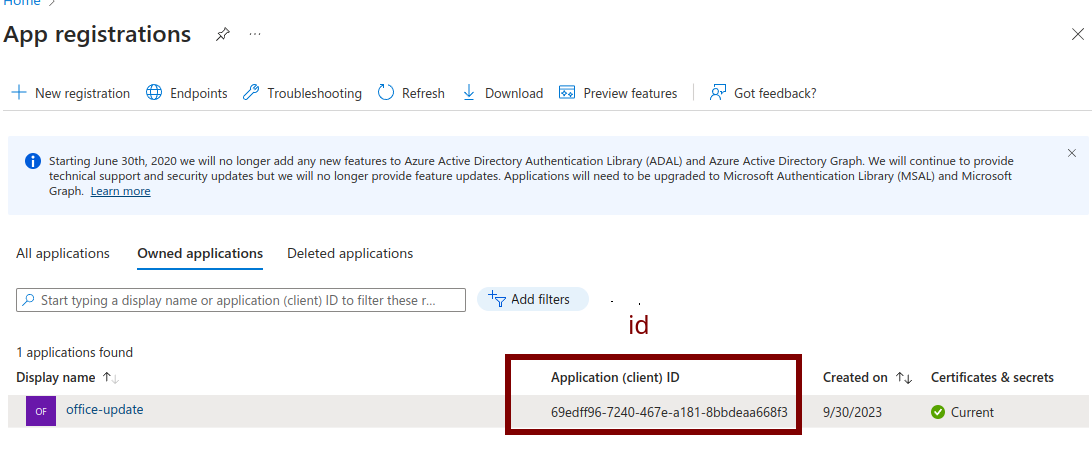 Home
App registrations
New registration Endpoints Troubleshooting Refresh Download Preview features Got feedback?
Starting June 30th, 2020 we will no longer add any new features to Azure Active Directory Authentication Library (ADAL) and Azure Active Directory Graph. We will continue to provide
technical support and security updates but we will no longer provide feature updates. Applications will need to be upgraded to Microsoft Authentication Library (MSAL) and Microsoft
Graph. Learn more
All applications Owned applications Deleted applications
Start typing a display name or application (client) ID to filter these r... Add filters
id
1 applications found
Display name Application (client) ID Created on Certificates & secrets
OF office-update 69edff96-7240-467e-a181-8bbdeaa668f3 9/30/2023 Current